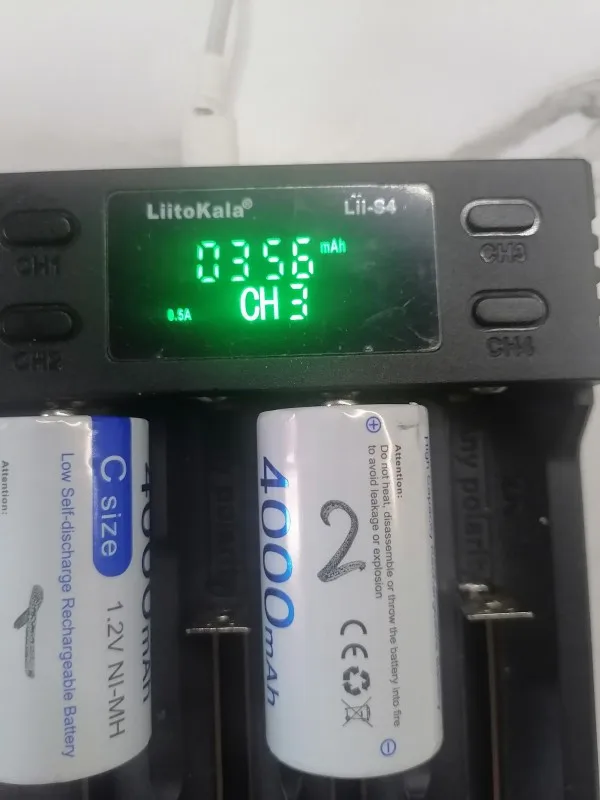 LiitoKala®
Lii-S4
0356 mAh
0.5A CH 3
CH1
CH2
CH3
CH4
C size
1.2V NI-MH
Low Self-discharge Rechargeable Battery
Attention:
1
4000mAh
2
Attention:
Do not heat, disassemble or throw the battery into fire
to avoid leakage or explosion
CE